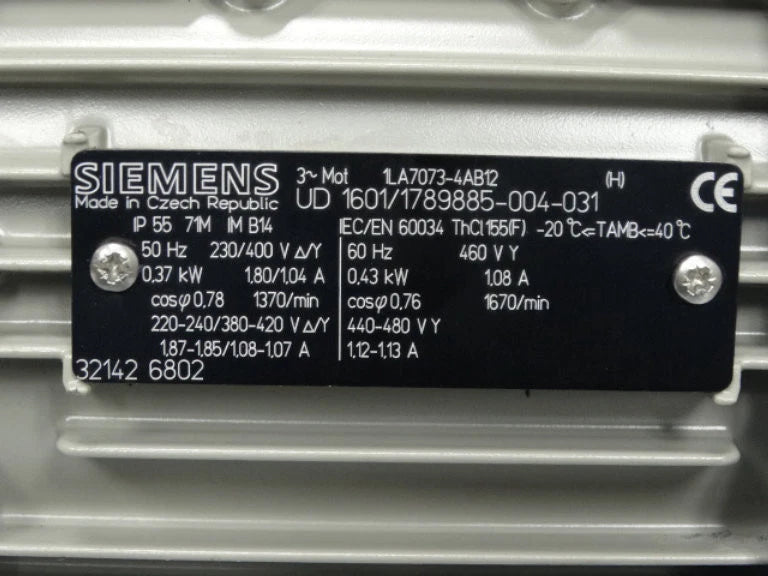 SIEMENS 3~ Mot 1LA7073-4AB12 (H) CE
Made in Czech Republic UD 1601/1789885-004-031
IP 55 71M IM B14 IEC/EN 60034 ThCl.155(F) -20°C<=TAMB<=40°C
50 Hz 230/400 V Δ/Y 60 Hz 460 V Y
0,37 kW 1,80/1,04 A 0,43 kW 1,08 A
cosφ 0,78 1370/min cosφ 0,76 1670/min
220-240/380-420 V Δ/Y 440-480 V Y
1,87-1,85/1,08-1,07 A 1,12-1,13 A
32142 6802